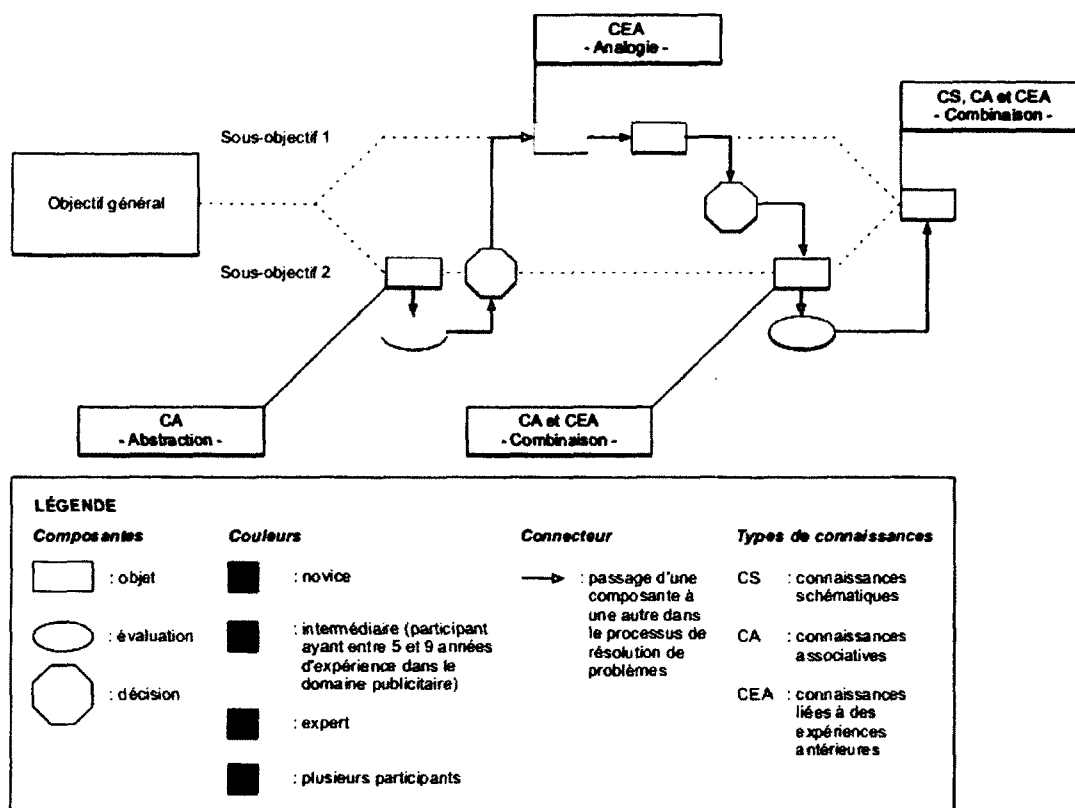 CEA
- Analogie -
CS, CA et CEA
- Combinaison -
Sous-objectif 1
Objectif général
Sous-objectif 2
CA
- Abstraction -
CA et CEA
- Combinaison -
LÉGENDE
Composantes
: objet
: évaluation
: décision
Couleurs
: novice
: intermédiaire (participant
ayant entre 5 et 9 années
d'expérience dans le
domaine publicitaire)
: expert
: plusieurs participants
Connecteur
: passage d'une
composante à
une autre dans
le processus de
résolution de
problèmes
Types de connaissances
CS : connaissances
schématiques
CA : connaissances
associatives
CEA : connaissances
liées à des
expériences
antérieures